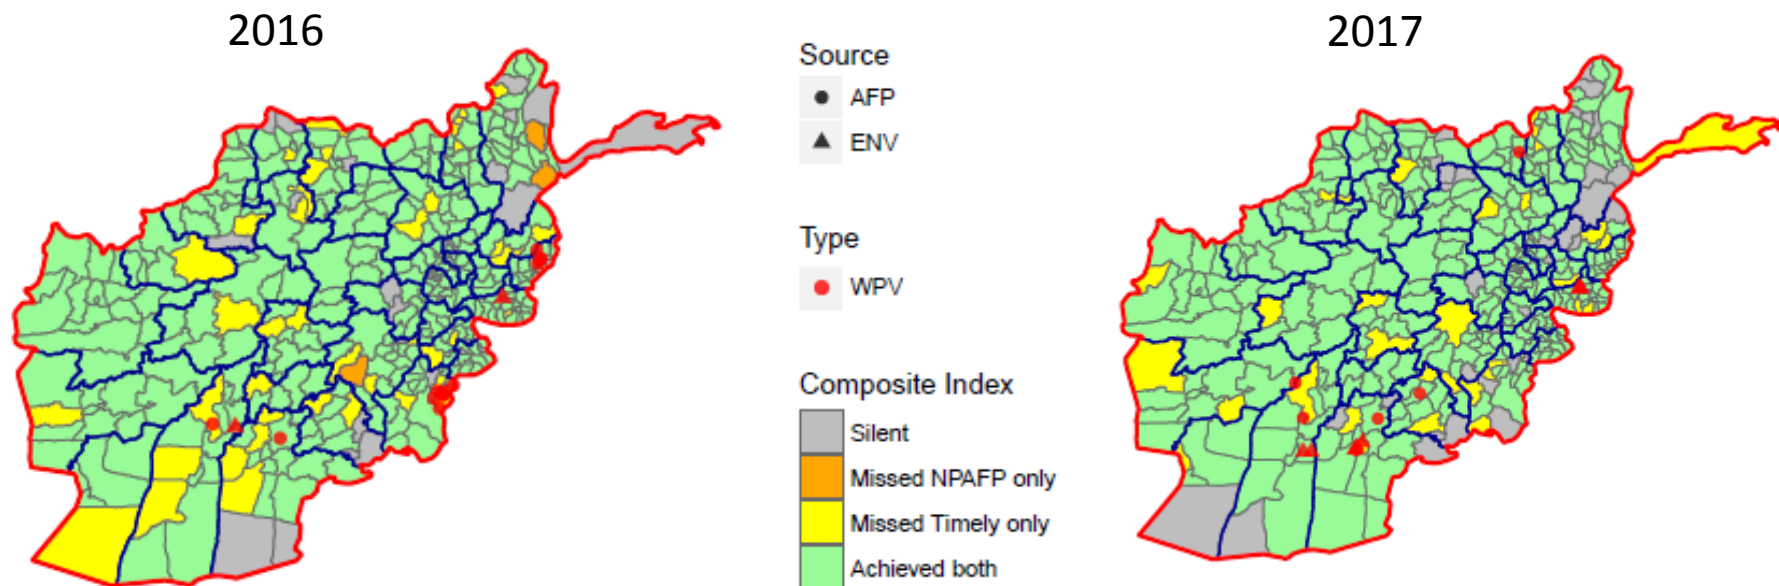 2016
2017
Source
AFP
ENV
Type
WPV
Composite Index
Silent
Missed NPAFP only
Missed Timely only
Achieved both